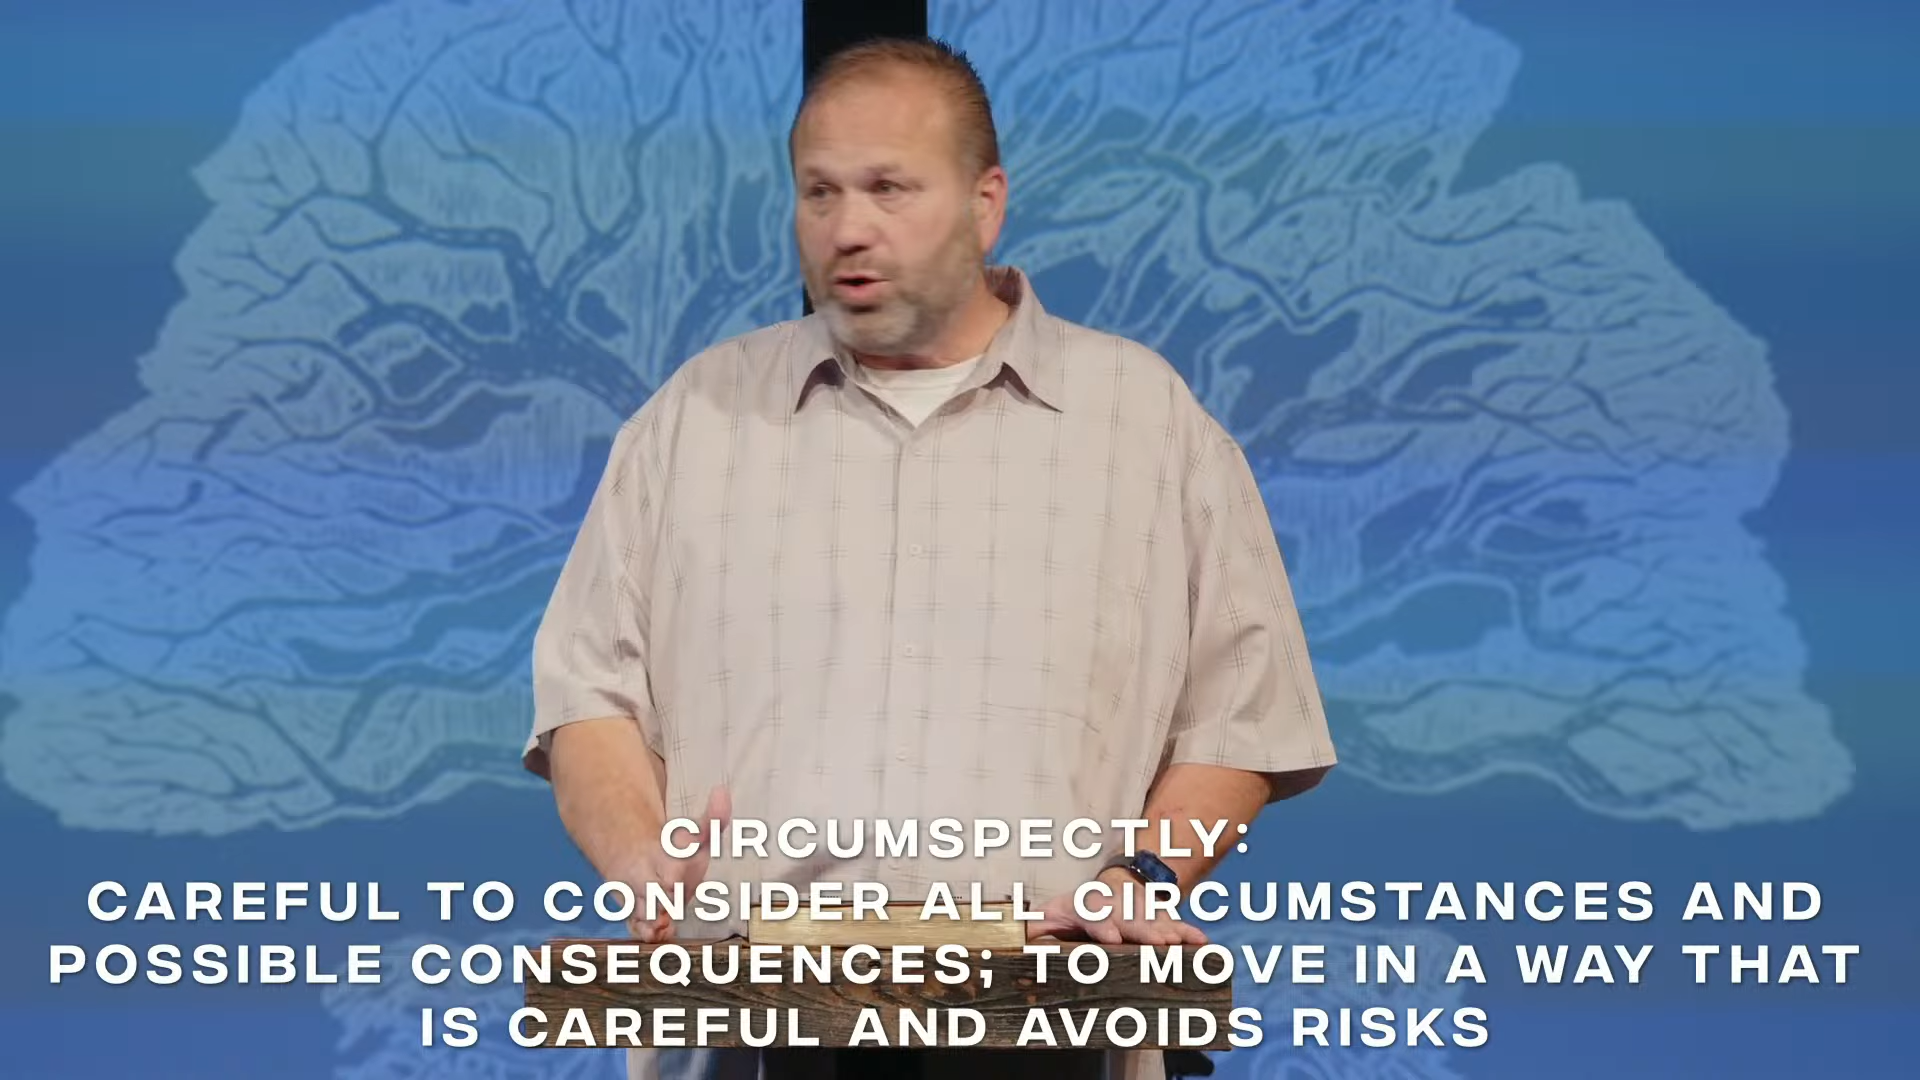 CIRCUMSPECTLY:
CAREFUL TO CONSIDER ALL CIRCUMSTANCES AND
POSSIBLE CONSEQUENCES; TO MOVE IN A WAY THAT
IS CAREFUL AND AVOIDS RISKS